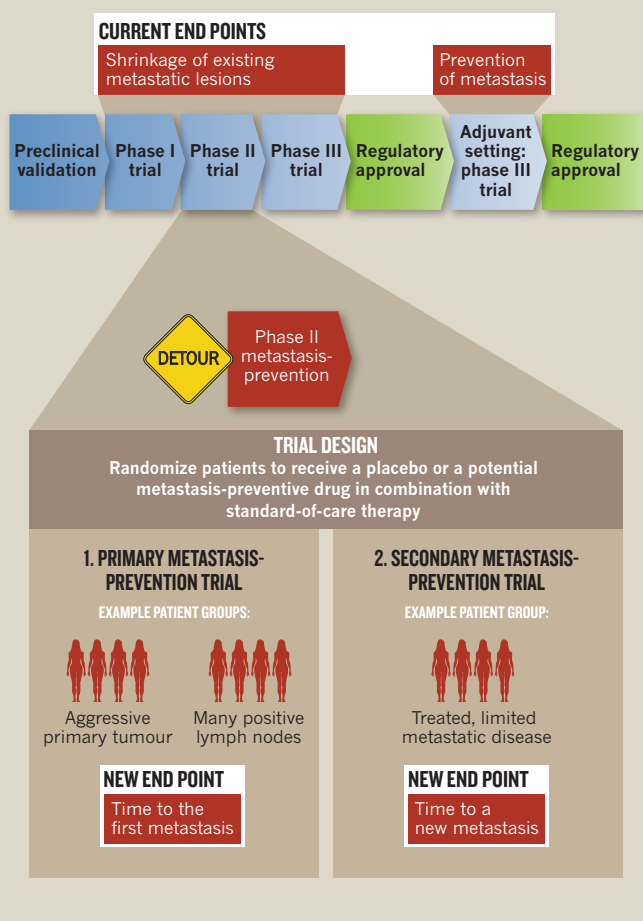 CURRENT END POINTS
Shrinkage of existing
metastatic lesions
Prevention
of metastasis
Preclinical
validation
Phase I
trial
Phase II
trial
Phase III
trial
Regulatory
approval
Adjuvant
setting:
phase III
trial
Regulatory
approval
DETOUR
Phase II
metastasis-
prevention
TRIAL DESIGN
Randomize patients to receive a placebo or a potential
metastasis-preventive drug in combination with
standard-of-care therapy
1. PRIMARY METASTASIS-
PREVENTION TRIAL
EXAMPLE PATIENT GROUPS:
Aggressive
primary tumour
Many positive
lymph nodes
NEW END POINT
Time to the
first metastasis
2. SECONDARY METASTASIS-
PREVENTION TRIAL
EXAMPLE PATIENT GROUP:
Treated, limited
metastatic disease
NEW END POINT
Time to a
new metastasis